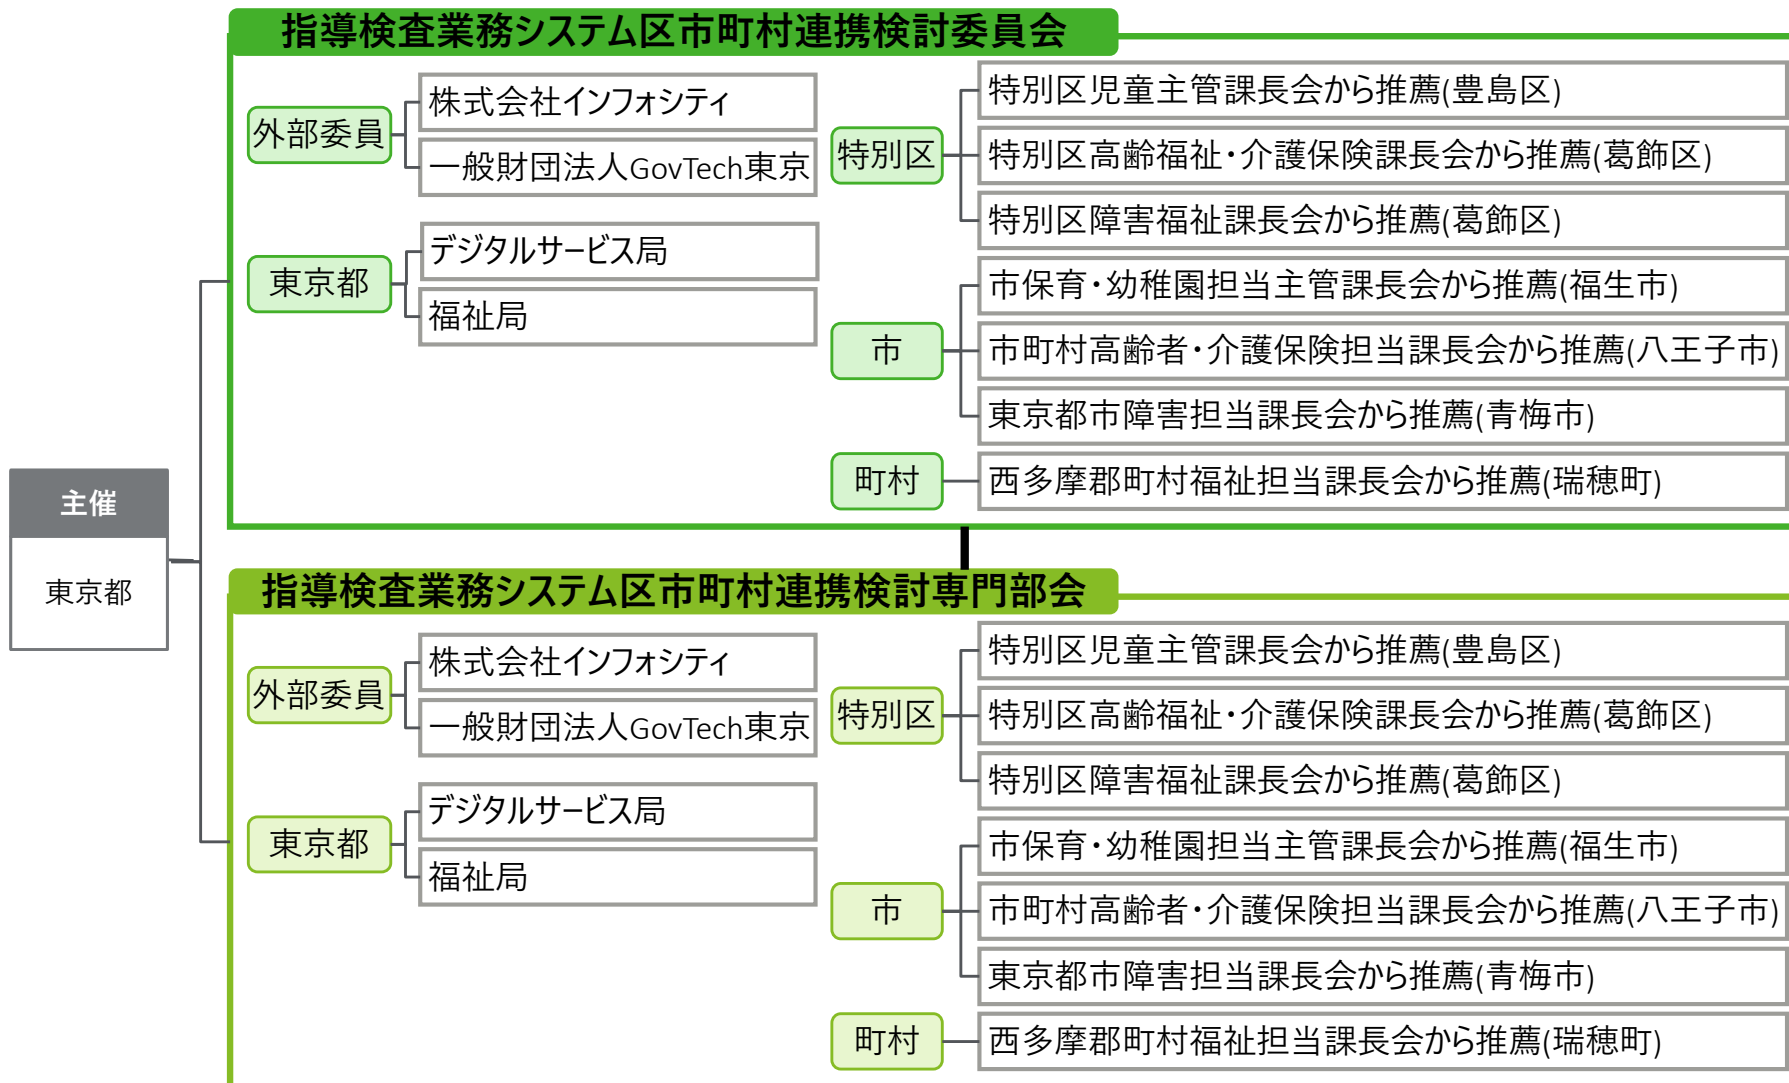 指導検査業務システム区市町村連携検討委員会
外部委員
株式会社インフォシティ
一般財団法人GovTech東京
東京都
デジタルサービス局
福祉局
特別区
特別区児童主管課長会から推薦(豊島区)
特別区高齢福祉・介護保険課長会から推薦(葛飾区)
特別区障害福祉課長会から推薦(葛飾区)
市
市保育・幼稚園担当主管課長会から推薦(福生市)
市町村高齢者・介護保険担当課長会から推薦(八王子市)
東京都市障害担当課長会から推薦(青梅市)
町村
西多摩郡町村福祉担当課長会から推薦(瑞穂町)
主催
東京都
指導検査業務システム区市町村連携検討専門部会
外部委員
株式会社インフォシティ
一般財団法人GovTech東京
東京都
デジタルサービス局
福祉局
特別区
特別区児童主管課長会から推薦(豊島区)
特別区高齢福祉・介護保険課長会から推薦(葛飾区)
特別区障害福祉課長会から推薦(葛飾区)
市
市保育・幼稚園担当主管課長会から推薦(福生市)
市町村高齢者・介護保険担当課長会から推薦(八王子市)
東京都市障害担当課長会から推薦(青梅市)
町村
西多摩郡町村福祉担当課長会から推薦(瑞穂町)